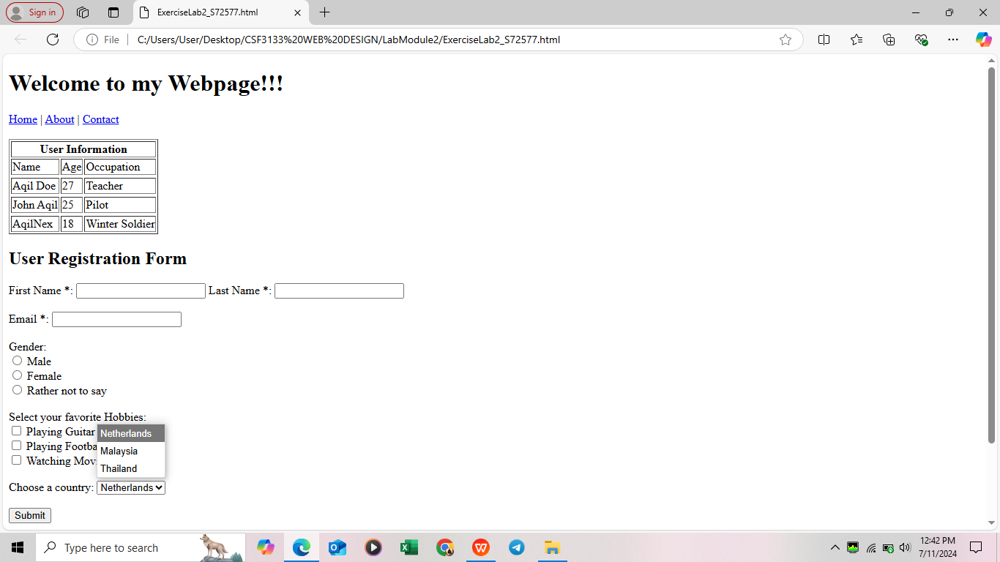 Sign in
ExerciseLab2_S72577.html
File
C:/Users/User/Desktop/CSF3133%20WEB%20DESIGN/LabModule2/ExerciseLab2_S72577.html
Welcome to my Webpage!!!
Home | About | Contact
User Information
Name Age Occupation
Aqil Doe 27 Teacher
John Aqil 25 Pilot
AqilNex 18 Winter Soldier
User Registration Form
First Name *: Last Name *:
Email *:
Gender:
Male
Female
Rather not to say
Select your favorite Hobbies:
Playing Guitar
Netherlands
Playing Footba
Malaysia
Watching Mov
Thailand
Choose a country: Netherlands
Submit
Type here to search
12:42 PM
7/11/2024